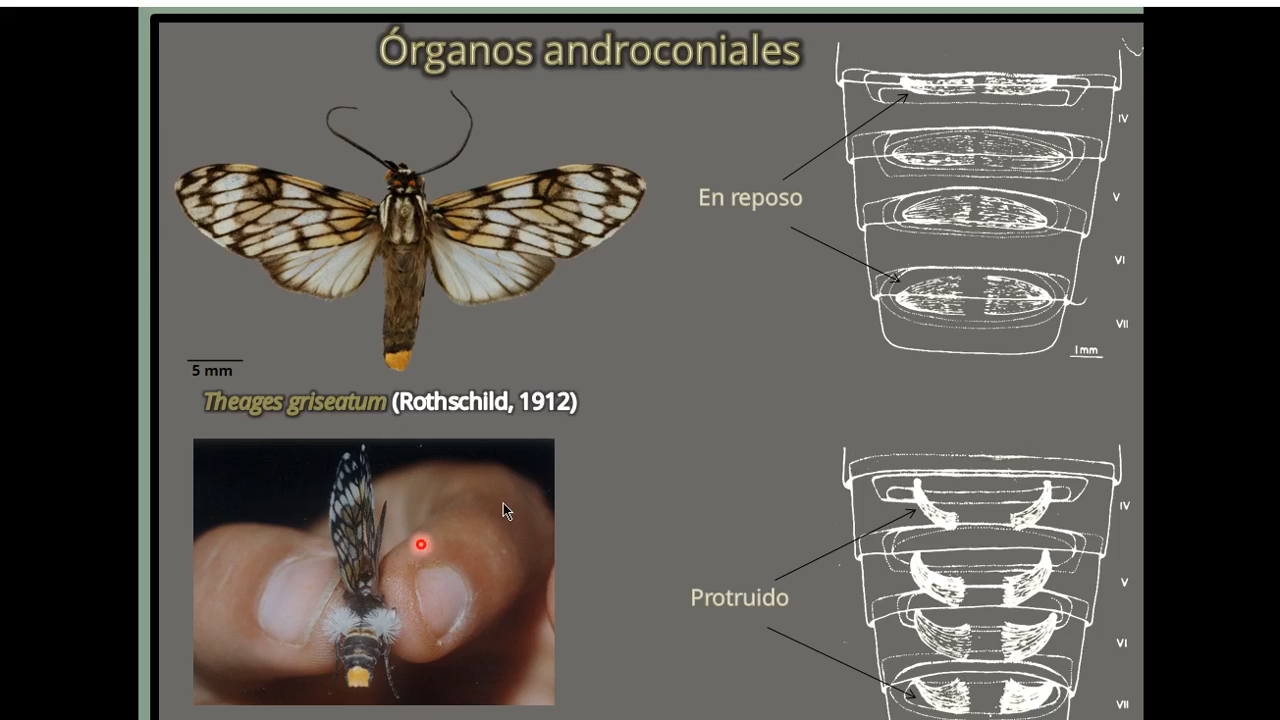 Órganos androconiales
IV
En reposo
V
VI
VII
1mm
5 mm
Theages griseatum (Rothschild, 1912)
IV
Protruido
V
VI
VII